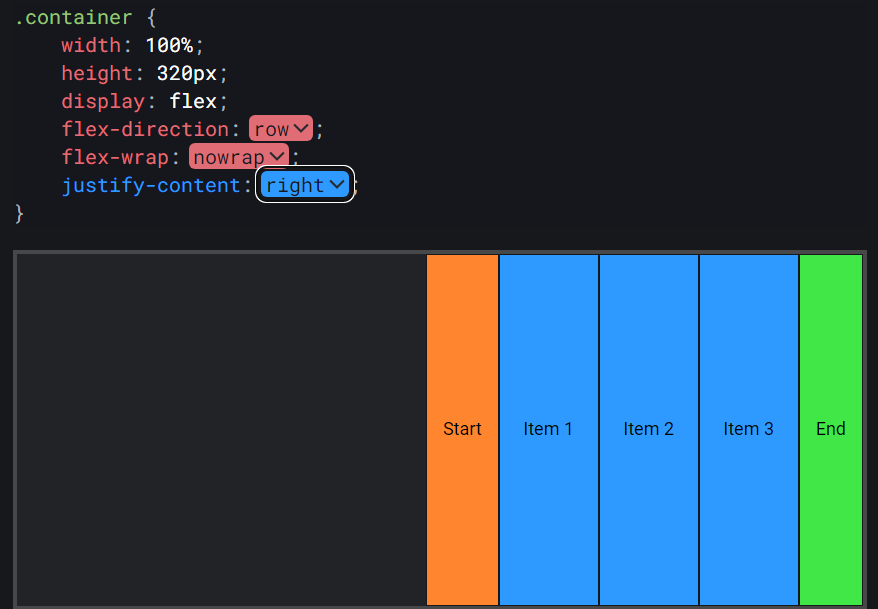 .container {
    width: 100%;
    height: 320px;
    display: flex;
    flex-direction: row;
    flex-wrap: nowrap;
    justify-content: right;
}
Start Item 1 Item 2 Item 3 End